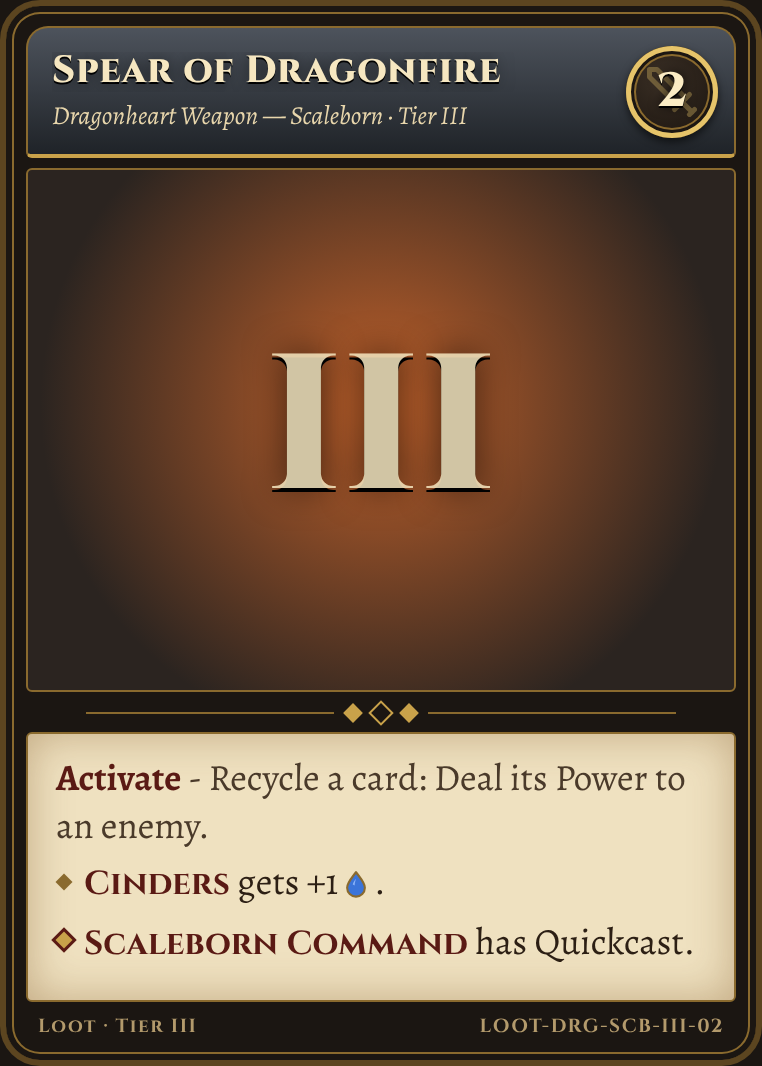 Spear of Dragonfire
Dragonheart Weapon — Scaleborn · Tier III
2
III
Activate - Recycle a card: Deal its Power to
an enemy.
Cinders gets +1 .
Scaleborn Command has Quickcast.
Loot · Tier III
LOOT-DRG-SCB-III-02